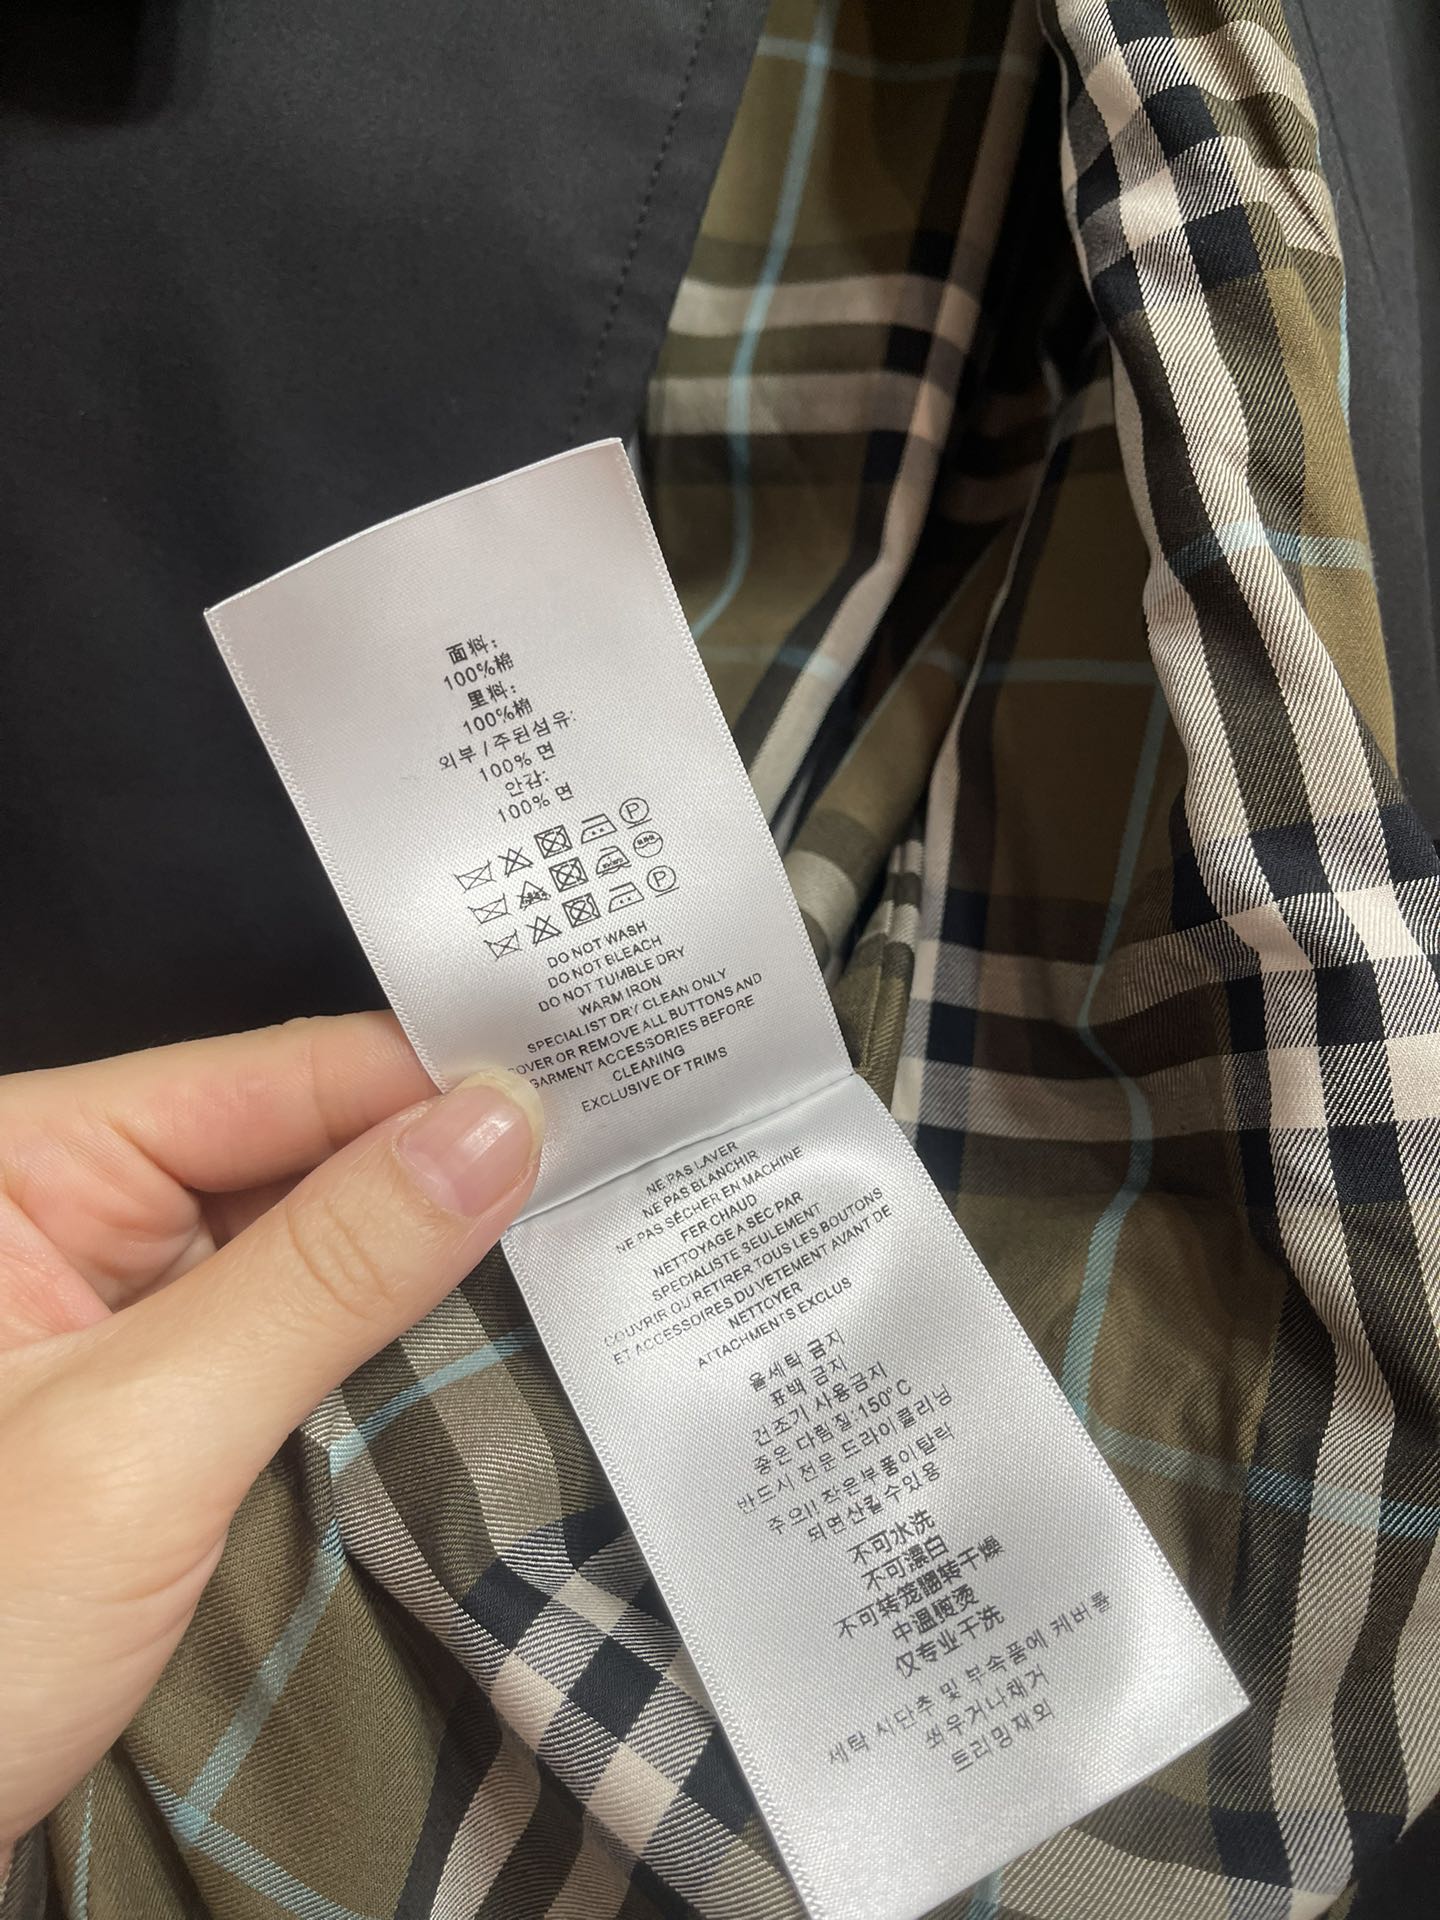 面料:
100%棉
里料:
100%棉
외부/주된섬유:
100% 면
안감:
100% 면
P
P
DO NOT WASH
DO NOT BLEACH
DO NOT TUMBLE DRY
WARM IRON
SPECIALIST DRY CLEAN ONLY
COVER OR REMOVE ALL BUTTONS AND
GARMENT ACCESSORIES BEFORE
CLEANING
EXCLUSIVE OF TRIMS
NE PAS LAVER
NE PAS BLANCHIR
NE PAS SÉCHER EN MACHINE
FER CHAUD
NETTOYAGE A SEC PAR
SPECIALISTE SEULEMENT
COUVRIR OU RETIRER TOUS LES BOUTONS
ET ACCESSOIRES DU VETEMENT AVANT DE
NETTOYER
ATTACHMENTS EXCLUS
물세탁 금지
표백 금지
건조기 사용금지
좋은 다림질:150°C
반드시 전문 드라이클리닝
주으!! 작은부품이탈락
되면산킬수있용
不可水洗
不可漂白
不可转笼翻转干燥
中温熨烫
仅专业干洗
세탁 시단추 및 부속품에 케버를
쐬우거나채거
트리밍재외